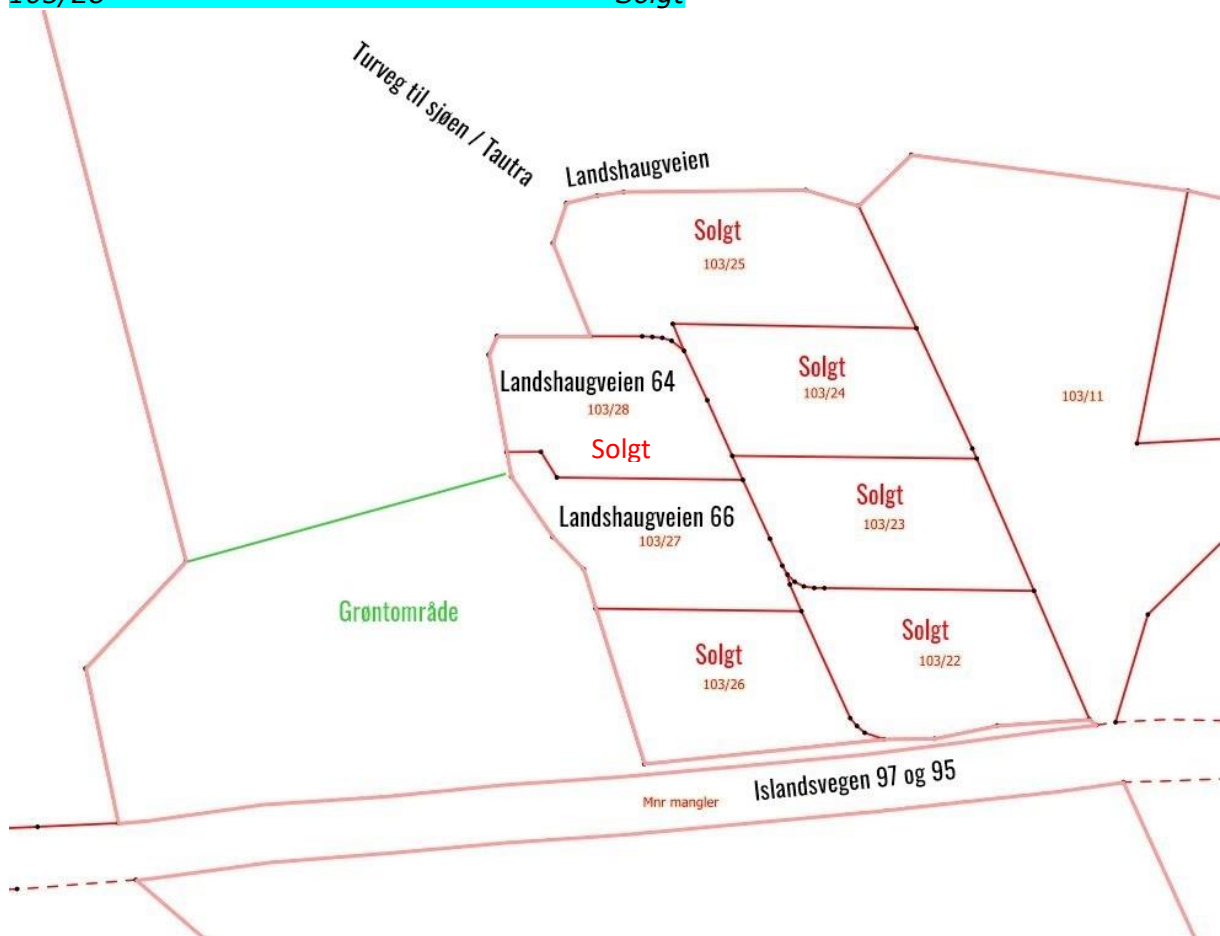 103/28 Solgt
Turveg til sjøen / Tautra
Landshaugveien
Solgt
103/25
Solgt
103/24
Landshaugveien 64
103/28
Solgt
103/11
Solgt
103/23
Landshaugveien 66
103/27
Grøntområde
Solgt
103/22
Solgt
103/26
Islandsvegen 97 og 95
Mnr mangler